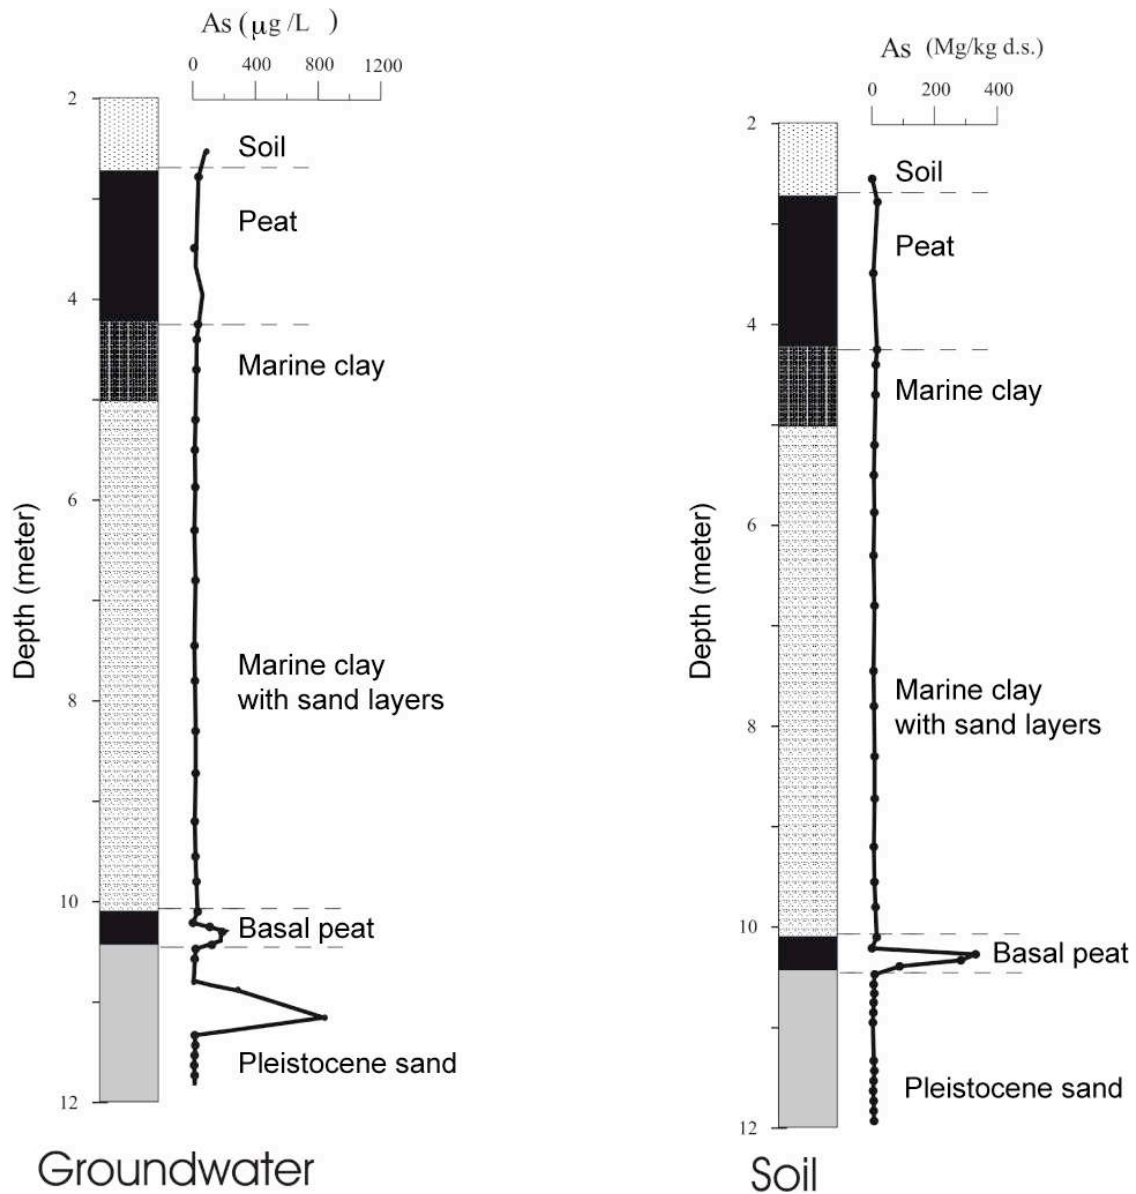 As (μg /L )
0 400 800 1200
2
Soil
Peat
4
Marine clay
6
Depth (meter)
Marine clay
with sand layers
8
10
Basal peat
Pleistocene sand
12
Groundwater
As (Mg/kg d.s.)
0 200 400
2
Soil
Peat
4
Marine clay
6
Depth (meter)
Marine clay
with sand layers
8
10
Basal peat
Pleistocene sand
12
Soil